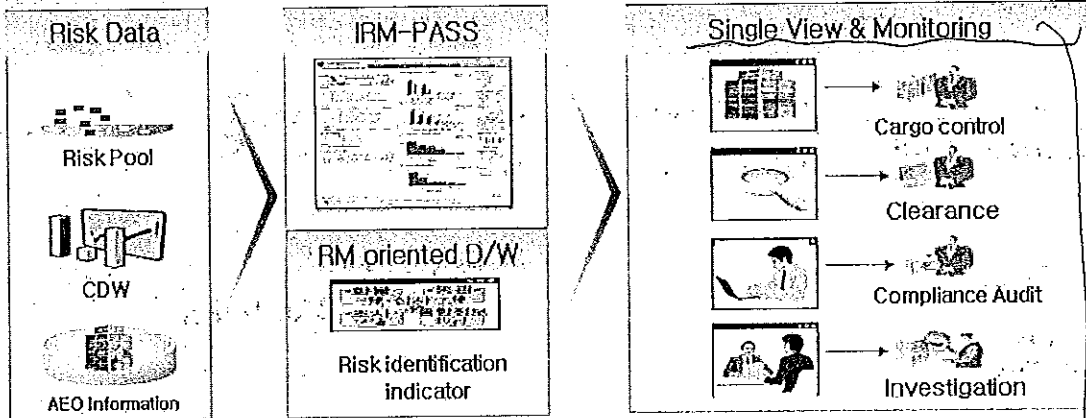 Risk Data
Risk Pool
CDW
AEO Information
IRM-PASS
RM oriented D/W
Risk identification
indicator
Single View & Monitoring
Cargo control
Clearance
Compliance Audit
Investigation